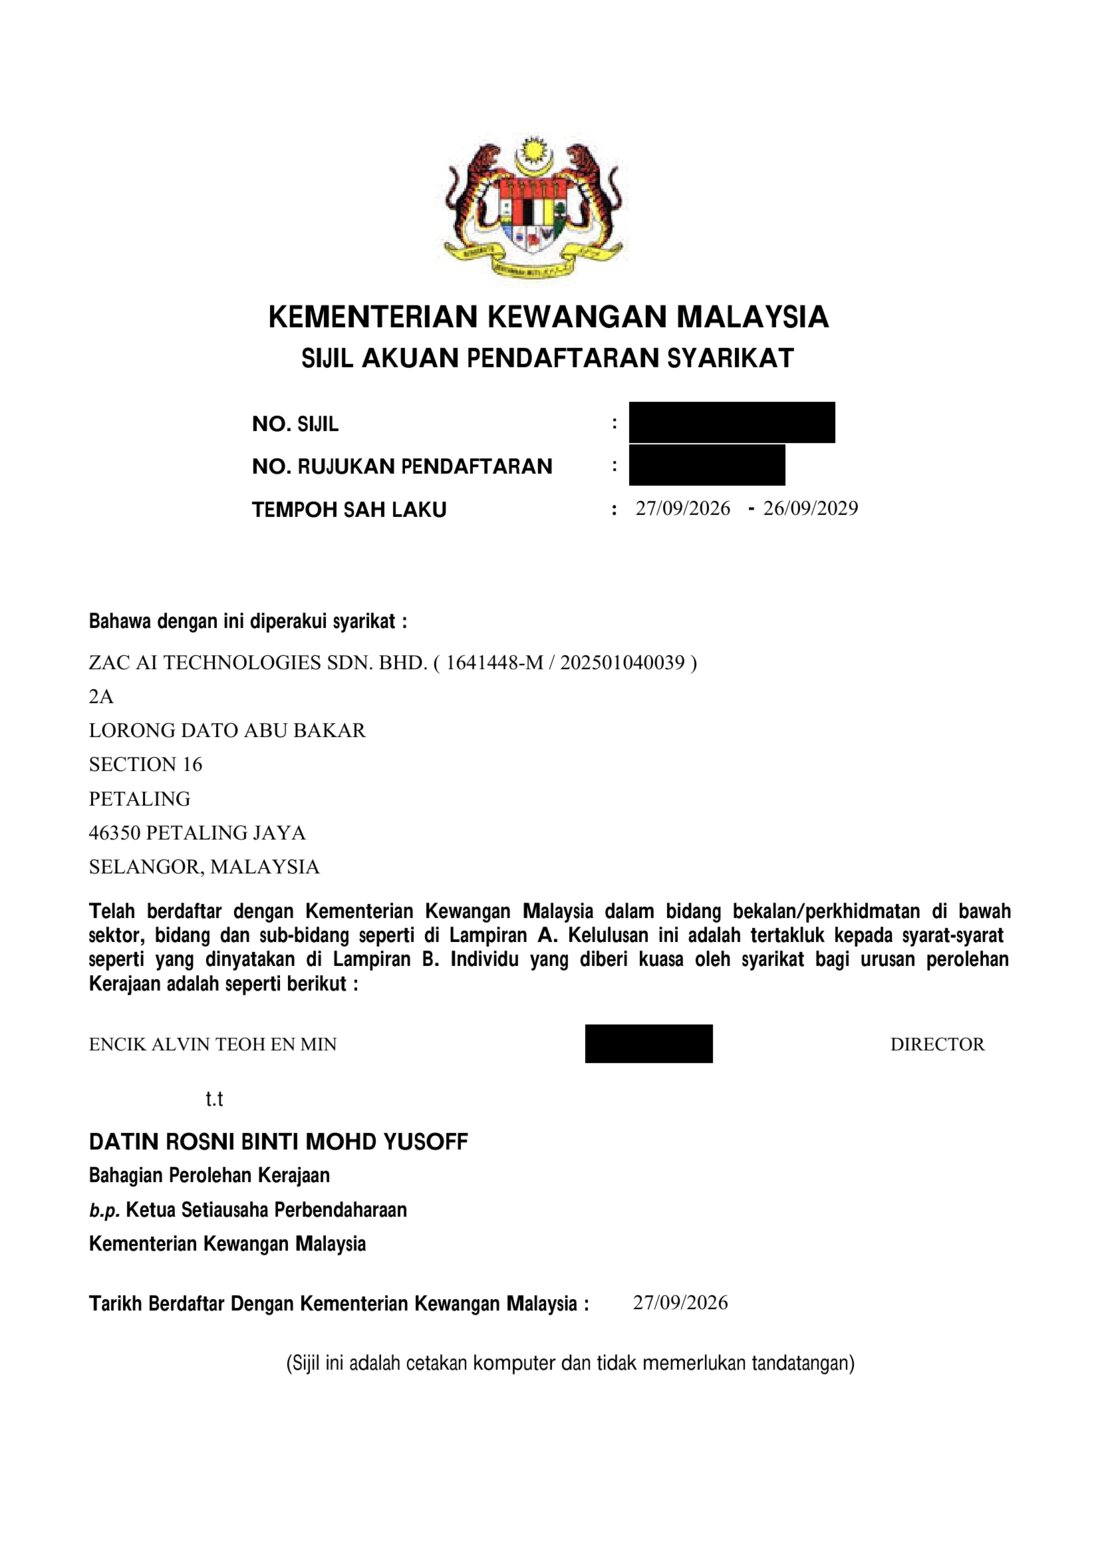 KEMENTERIAN KEWANGAN MALAYSIA
SIJIL AKUAN PENDAFTARAN SYARIKAT
NO. SIJIL :
NO. RUJUKAN PENDAFTARAN :
TEMPOH SAH LAKU : 27/09/2026 - 26/09/2029
Bahawa dengan ini diperakui syarikat :
ZAC AI TECHNOLOGIES SDN. BHD. ( 1641448-M / 202501040039 )
2A
LORONG DATO ABU BAKAR
SECTION 16
PETALING
46350 PETALING JAYA
SELANGOR, MALAYSIA
Telah berdaftar dengan Kementerian Kewangan Malaysia dalam bidang bekalan/perkhidmatan di bawah
sektor, bidang dan sub-bidang seperti di Lampiran A. Kelulusan ini adalah tertakluk kepada syarat-syarat
seperti yang dinyatakan di Lampiran B. Individu yang diberi kuasa oleh syarikat bagi urusan perolehan
Kerajaan adalah seperti berikut :
ENCIK ALVIN TEOH EN MIN DIRECTOR
t.t
DATIN ROSNI BINTI MOHD YUSOFF
Bahagian Perolehan Kerajaan
b.p. Ketua Setiausaha Perbendaharaan
Kementerian Kewangan Malaysia
Tarikh Berdaftar Dengan Kementerian Kewangan Malaysia : 27/09/2026
(Sijil ini adalah cetakan komputer dan tidak memerlukan tandatangan)